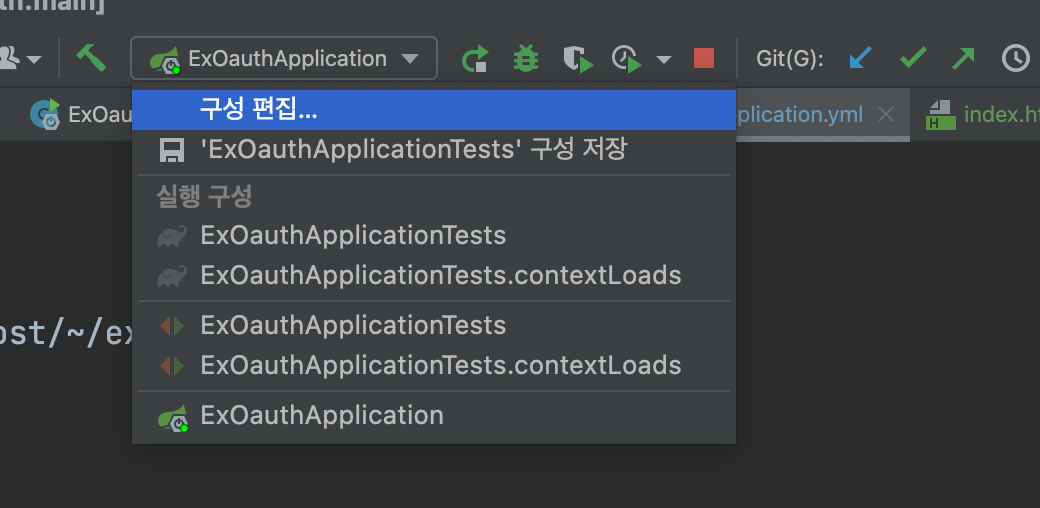 th.main]
ExOauthApplication
Git(G):
ExOau
plication.yml
index.h
구성 편집...
'ExOauthApplicationTests' 구성 저장
실행 구성
ExOauthApplicationTests
ExOauthApplicationTests.contextLoads
ost/~/ex
ExOauthApplicationTests
ExOauthApplicationTests.contextLoads
ExOauthApplication